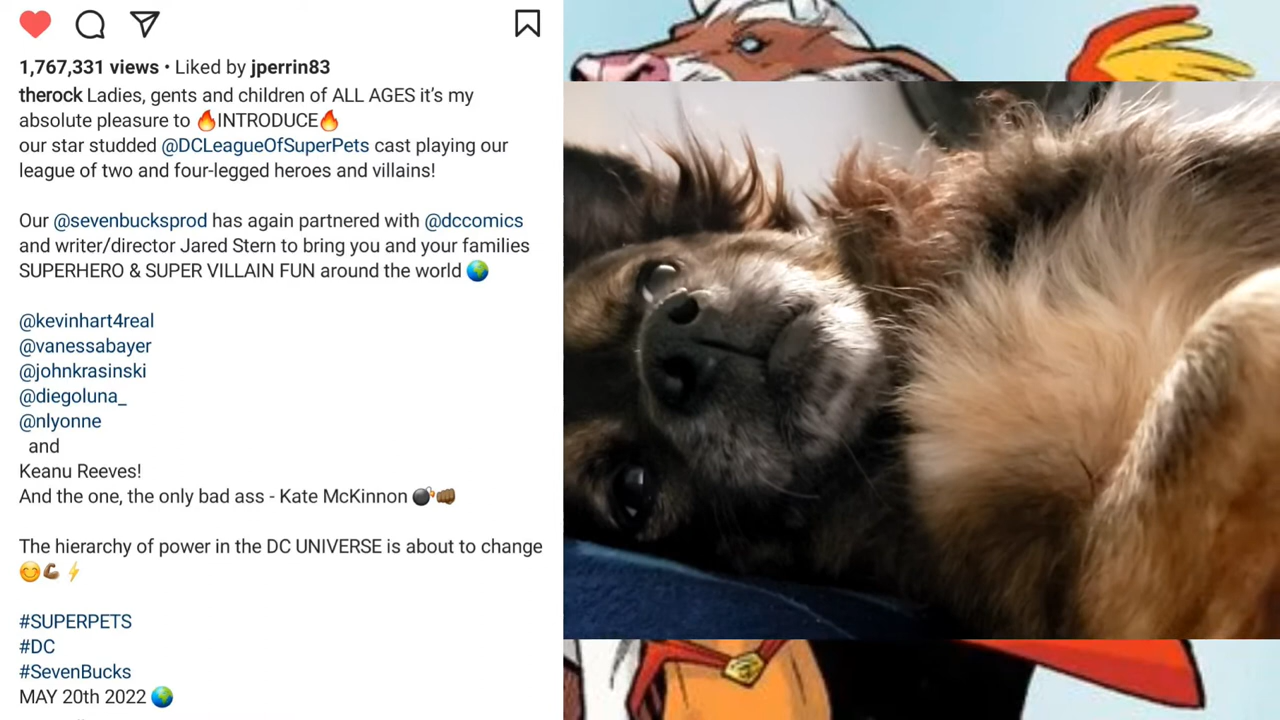 1,767,331 views • Liked by jperrin83
therock Ladies, gents and children of ALL AGES it's my
absolute pleasure to 🔥INTRODUCE🔥
our star studded @DCLeagueOfSuperPets cast playing our
league of two and four-legged heroes and villains!
Our @sevenbucksprod has again partnered with @dccomics
and writer/director Jared Stern to bring you and your families
SUPERHERO & SUPER VILLAIN FUN around the world 🌍
@kevinhart4real
@vanessabayer
@johnkrasinski
@diegoluna_
@nlyonne
and
Keanu Reeves!
And the one, the only bad ass - Kate McKinnon 💣👊🏾
The hierarchy of power in the DC UNIVERSE is about to change
😊💪🏾⚡
#SUPERPETS
#DC
#SevenBucks
MAY 20th 2022 🌍